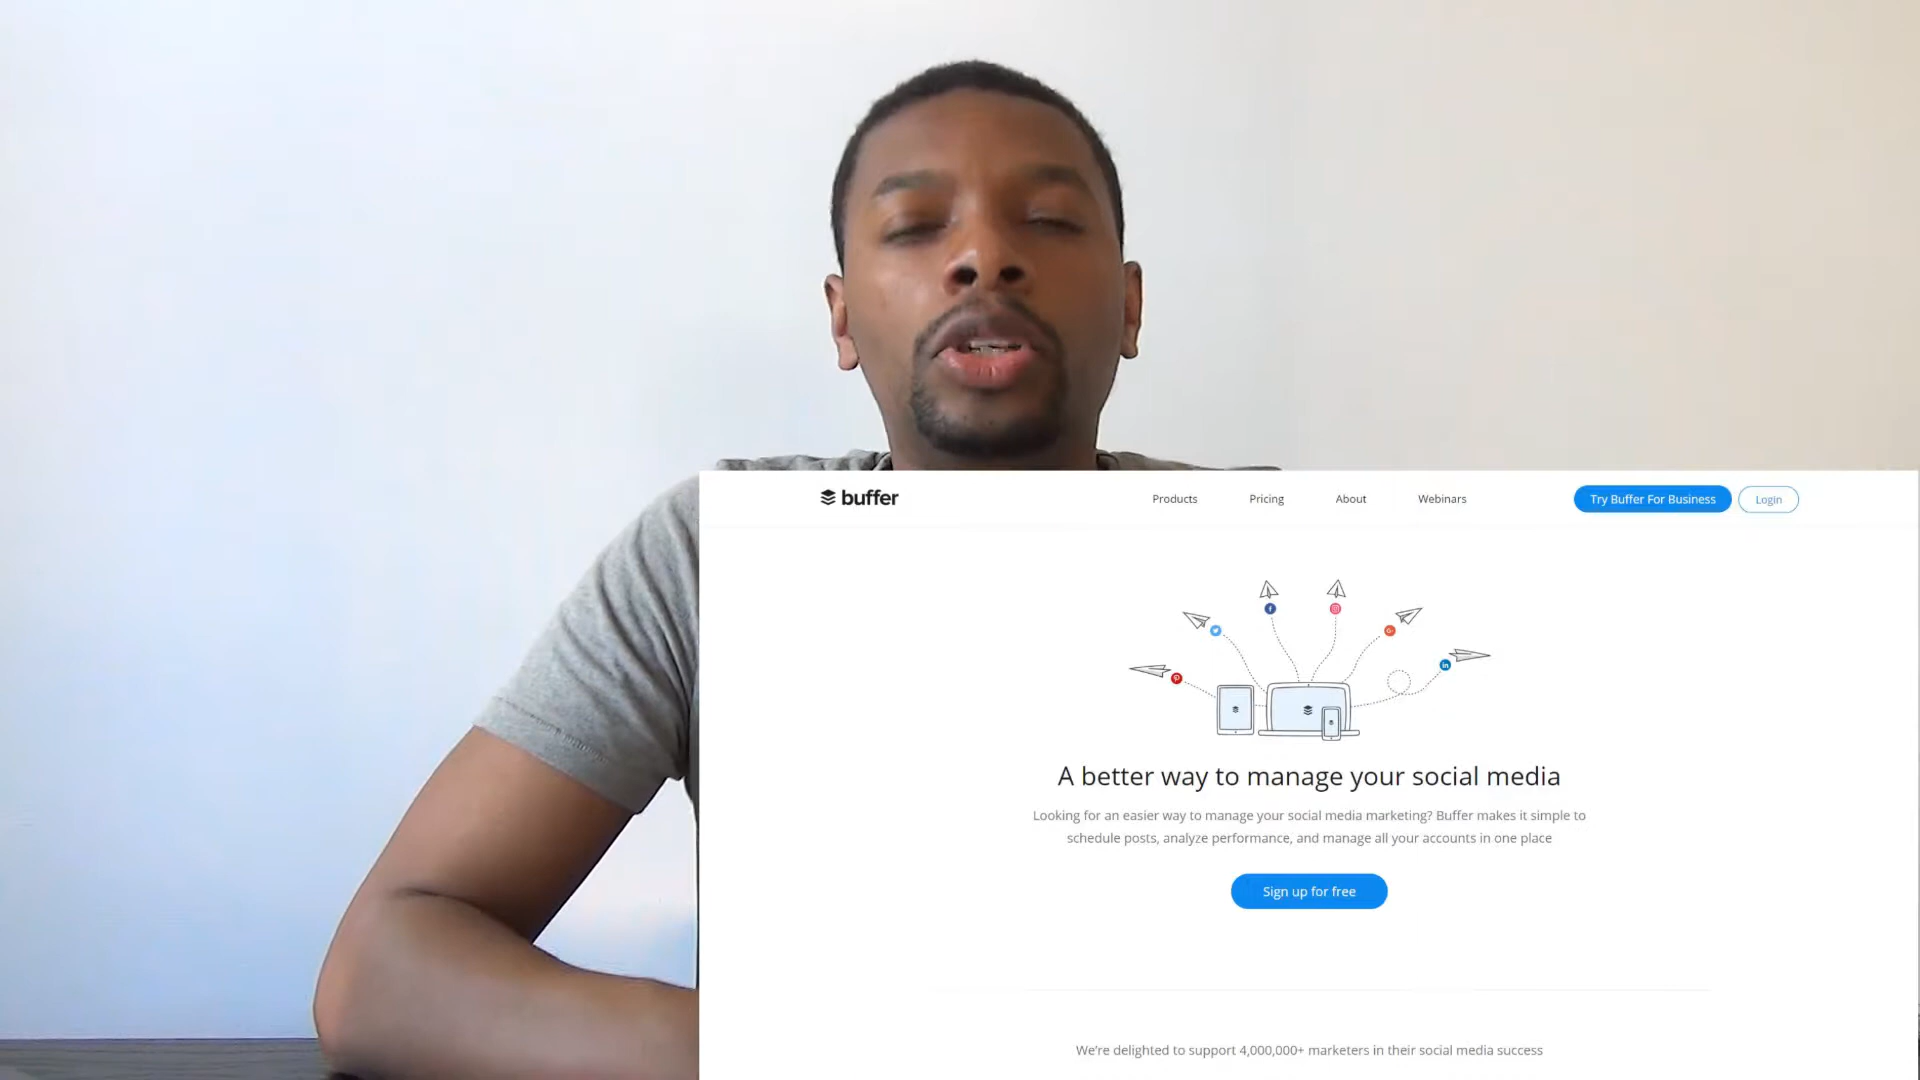 buffer
Products Pricing About Webinars Try Buffer For Business Login
A better way to manage your social media
Looking for an easier way to manage your social media marketing? Buffer makes it simple to
schedule posts, analyze performance, and manage all your accounts in one place
Sign up for free
We're delighted to support 4,000,000+ marketers in their social media success